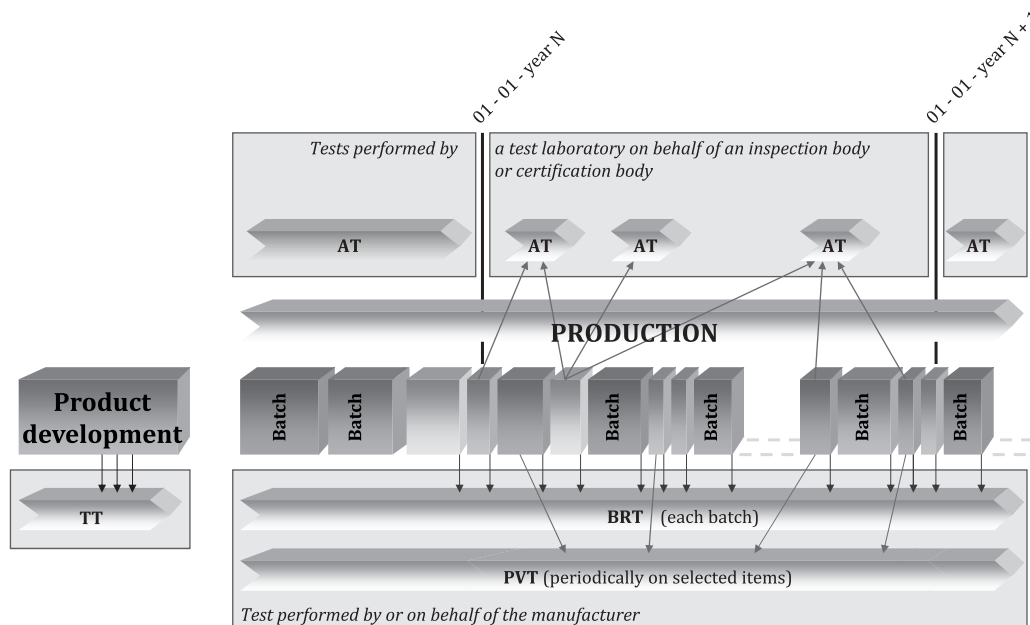 01 - 01 - year N
01 - 01 - year N + 1
Tests performed by
a test laboratory on behalf of an inspection body
or certification body
AT
AT
AT
AT
AT
PRODUCTION
Product
development
Batch
Batch
Batch
Batch
Batch
Batch
TT
BRT (each batch)
PVT (periodically on selected items)
Test performed by or on behalf of the manufacturer